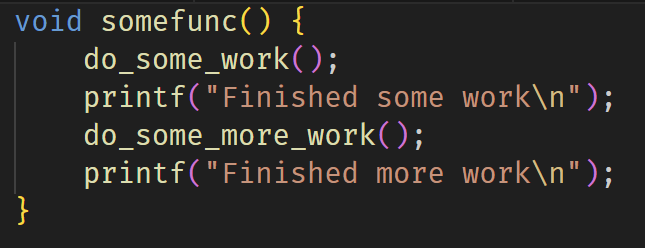 void somefunc() {
    do_some_work();
    printf("Finished some work\n");
    do_some_more_work();
    printf("Finished more work\n");
}